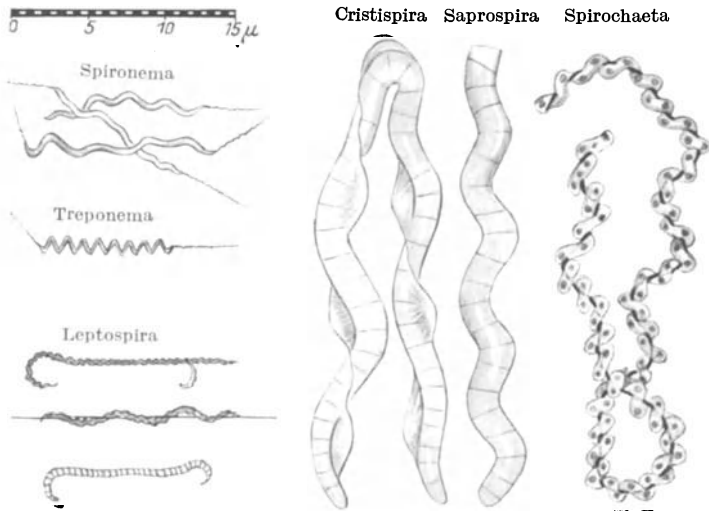 0 5 10 15 μ
Cristispira Saprospira Spirochaeta
Spironema
Treponema
Leptospira